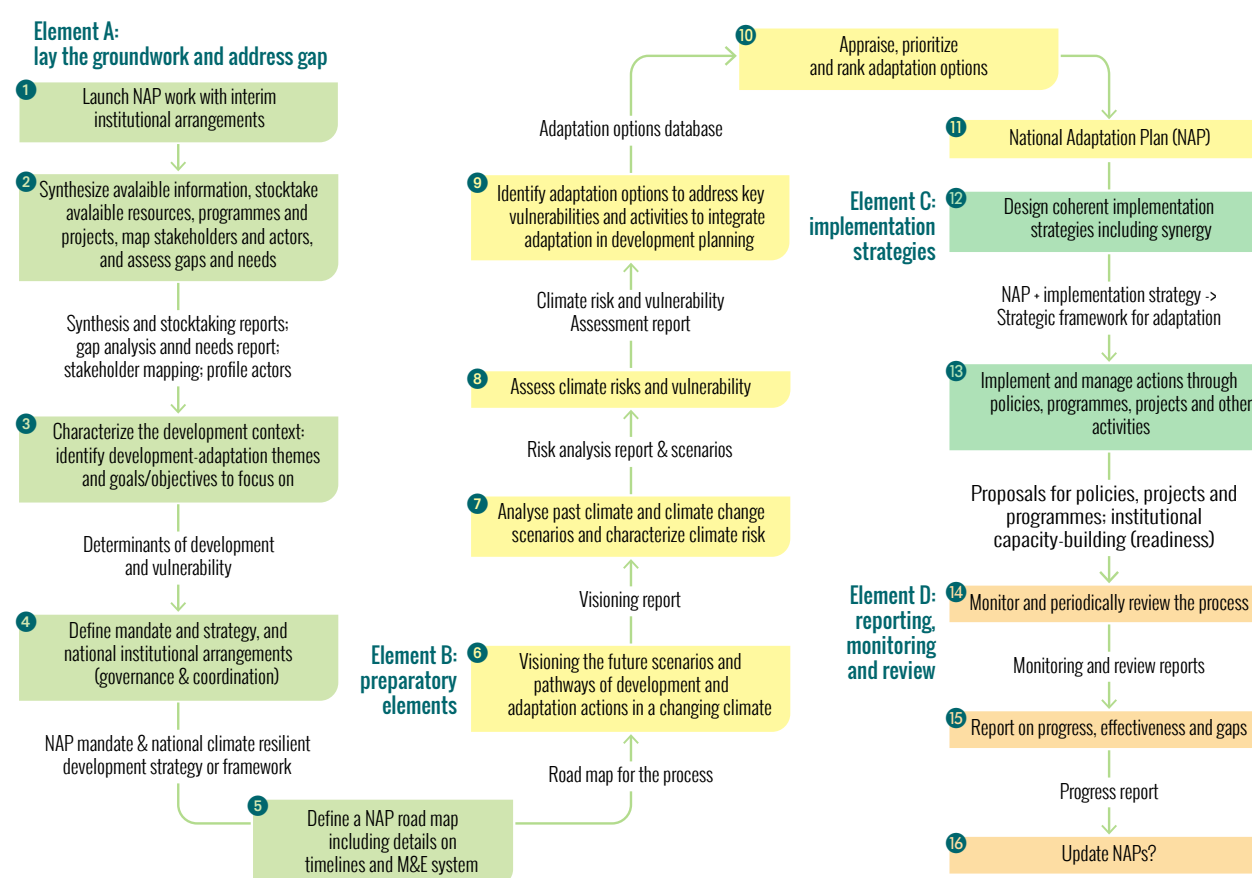 Element A:
lay the groundwork and address gap
1
Launch NAP work with interim
institutional arrangements
2
Synthesize avalaible information, stocktake
avalaible resources, programmes and
projects, map stakeholders and actors,
and assess gaps and needs
Synthesis and stocktaking reports;
gap analysis annd needs report;
stakeholder mapping; profile actors
3
Characterize the development context:
identify development-adaptation themes
and goals/objectives to focus on
Determinants of development
and vulnerability
4
Define mandate and strategy, and
national institutional arrangements
(governance & coordination)
NAP mandate & national climate resilient
development strategy or framework
5
Define a NAP road map
including details on
timelines and M&E system
Road map for the process
Element B:
preparatory
elements
6
Visioning the future scenarios and
pathways of development and
adaptation actions in a changing climate
Visioning report
7
Analyse past climate and climate change
scenarios and characterize climate risk
Risk analysis report & scenarios
8
Assess climate risks and vulnerability
Climate risk and vulnerability
Assessment report
9
Identify adaptation options to address key
vulnerabilities and activities to integrate
adaptation in development planning
Adaptation options database
10
Appraise, prioritize
and rank adaptation options
11
National Adaptation Plan (NAP)
Element C:
implementation
strategies
12
Design coherent implementation
strategies including synergy
NAP + implementation strategy ->
Strategic framework for adaptation
13
Implement and manage actions through
policies, programmes, projects and other
activities
Proposals for policies, projects and
programmes; institutional
capacity-building (readiness)
Element D:
reporting,
monitoring
and review
14
Monitor and periodically review the process
Monitoring and review reports
15
Report on progress, effectiveness and gaps
Progress report
16
Update NAPs?